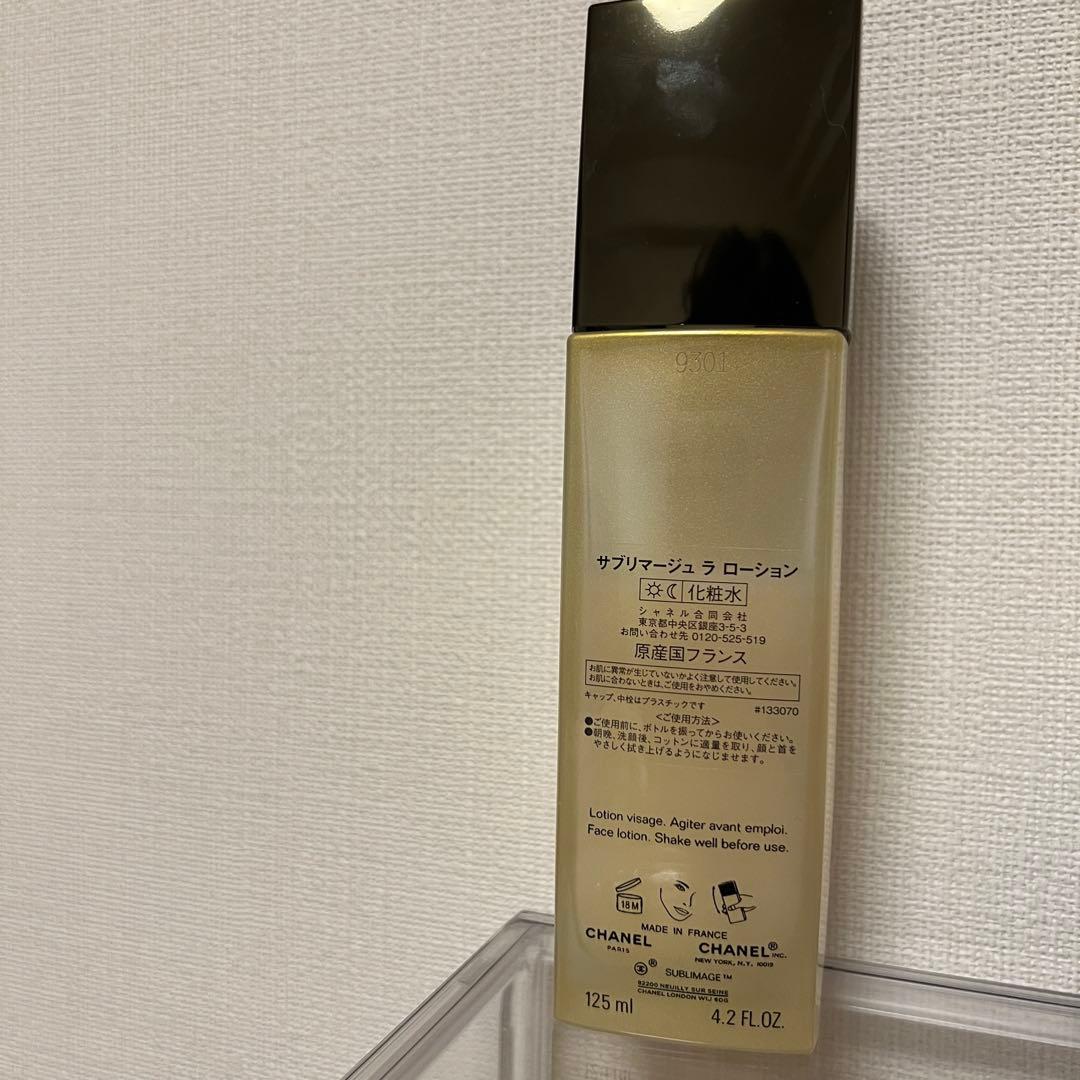 9301
サブリマージュ ラ ローション
化粧水
シャネル合同会社
東京都中央区銀座3-5-3
お問い合わせ先 0120-525-519
原産国フランス
お肌に異常が生じていないかよく注意して使用してください。
お肌に合わないときは、ご使用をおやめください。
キャップ、中栓はプラスチックです #133070
<ご使用方法>
●ご使用前に、ボトルを振ってからお使いください。
●朝晩、洗顔後、コットンに適量を取り、顔と首を
やさしく拭き上げるようになじませます。
Lotion visage. Agiter avant emploi.
Face lotion. Shake well before use.
18M
MADE IN FRANCE
CHANEL CHANEL® INC.
PARIS NEW YORK, N.Y. 10019
® SUBLIMAGE™
92200 NEUILLY SUR SEINE
CHANEL LONDON W1J 6DG
125 ml 4.2 FL.OZ.